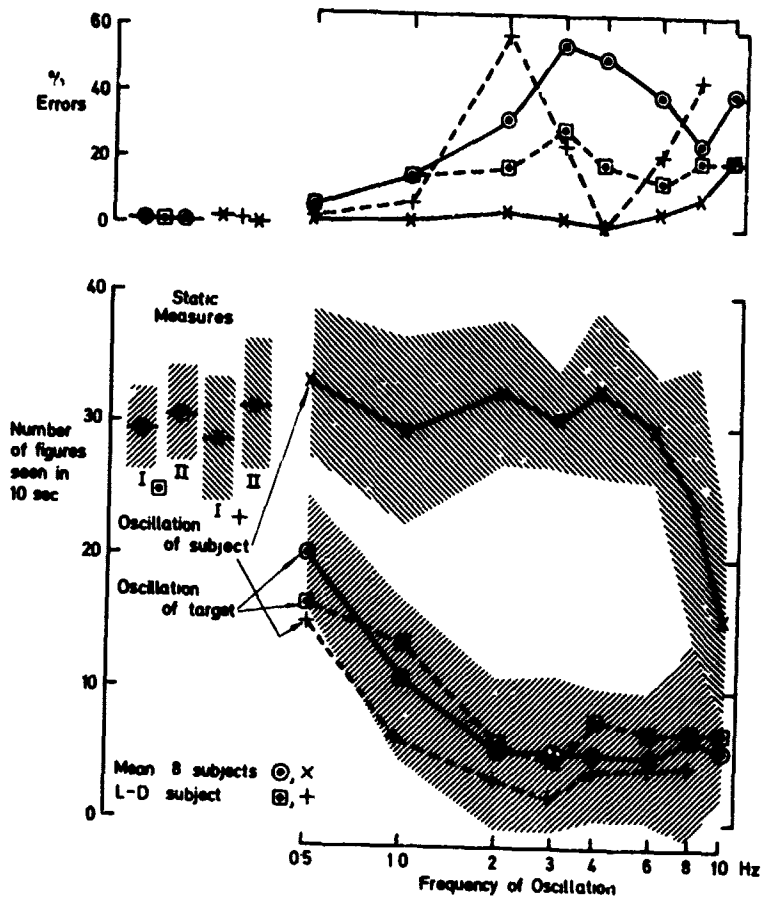 60
%
Errors
40
20
0
40
Static
Measures
30
Number
of figures
seen in
10 sec
I II
I II
Oscillation
of subject
20
Oscillation
of target
10
Mean 8 subjects ⊙, ×
L-D subject ⊡, +
0
0.5 1.0 2 3 4 6 8 10 Hz
Frequency of Oscillation